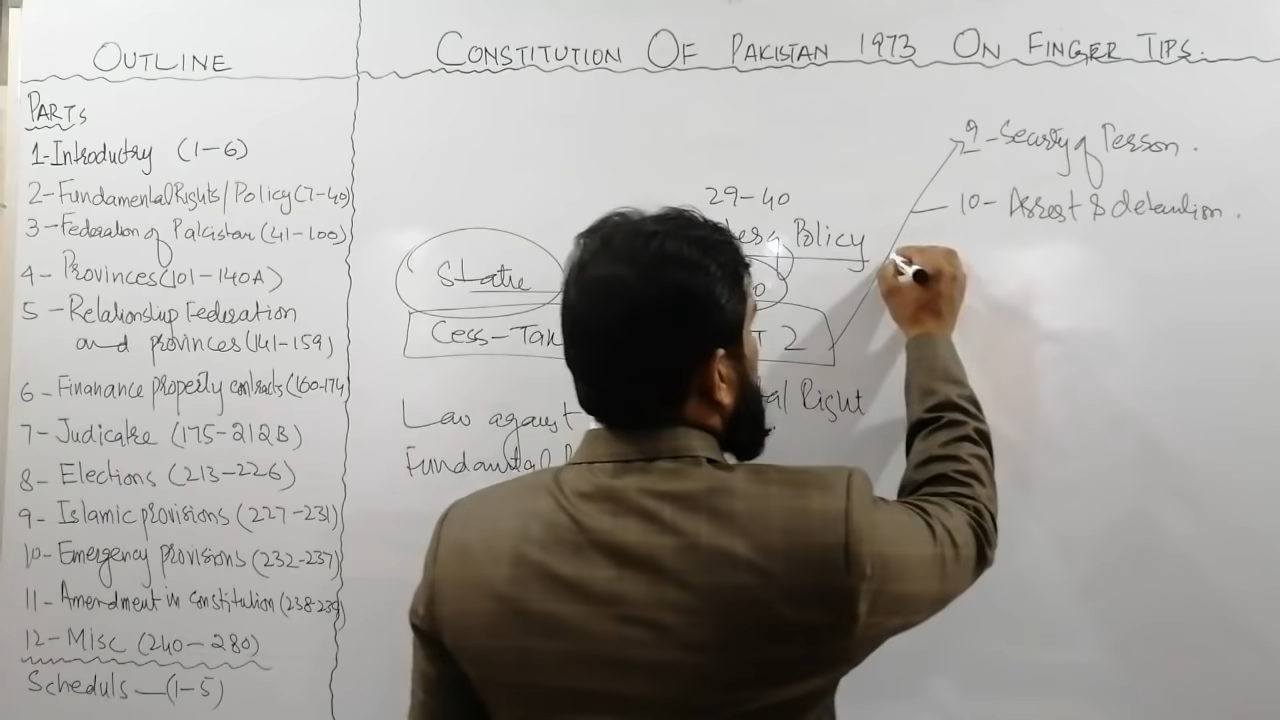 OUTLINE
CONSTITUTION OF PAKISTAN 1973 ON FINGER TIPS.
PARTS
1-Introductry (1-6)
2-Fundamental Rights/Policy(7-40)
3-Federation of Pakistan(41-100)
4-Provinces(101-140A)
5-Relationship Federation
and provinces(141-159)
6-Finanance property contracts(160-174
7-Judicatre (175-212B)
8-Elections (213-226)
9-Islamic provisions (227-231)
10-Emergency provisions (232-237)
11-Amendment in constitution (238-239)
12-Misc (240-280)
Scheduls-(1-5)
29-40
Policy
State
Cess-Tax
T 2
Law against
al Right
Fundamital
9-Security of Person.
10-Arrest & detention.